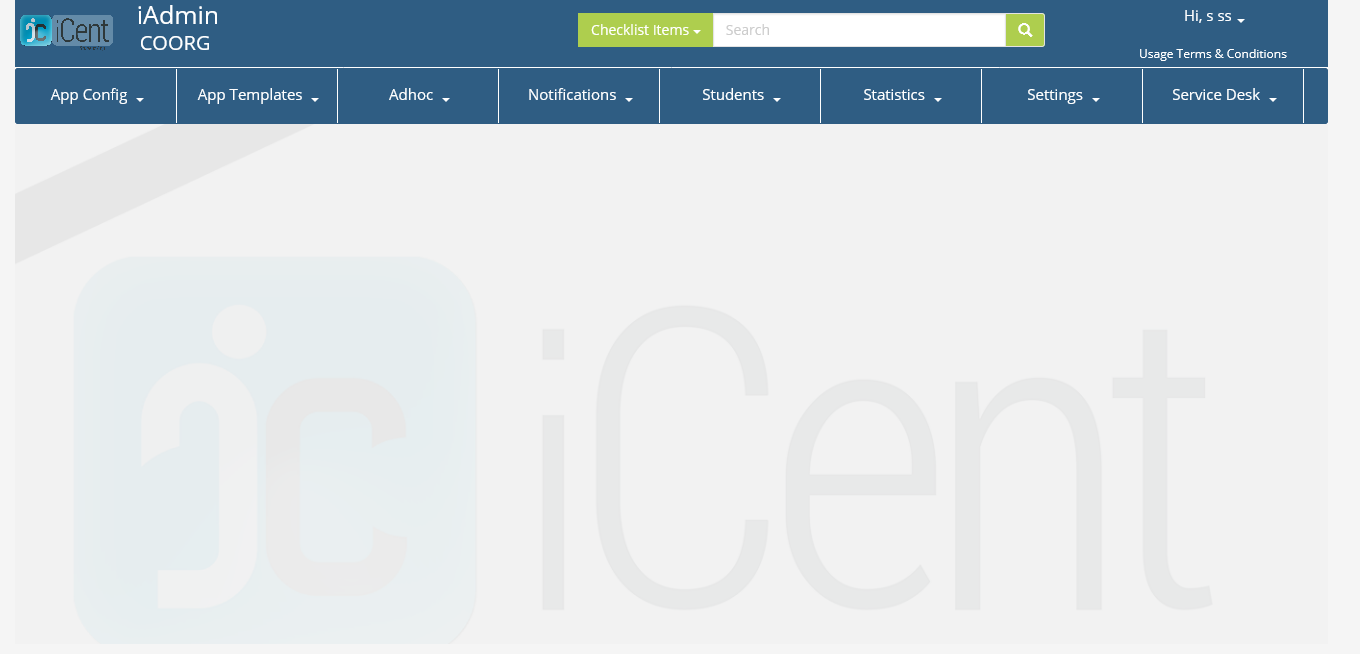 iCent
iAdmin
COORG
Checklist Items
Search
Hi, s ss
Usage Terms & Conditions
App Config
App Templates
Adhoc
Notifications
Students
Statistics
Settings
Service Desk
jc
iCent